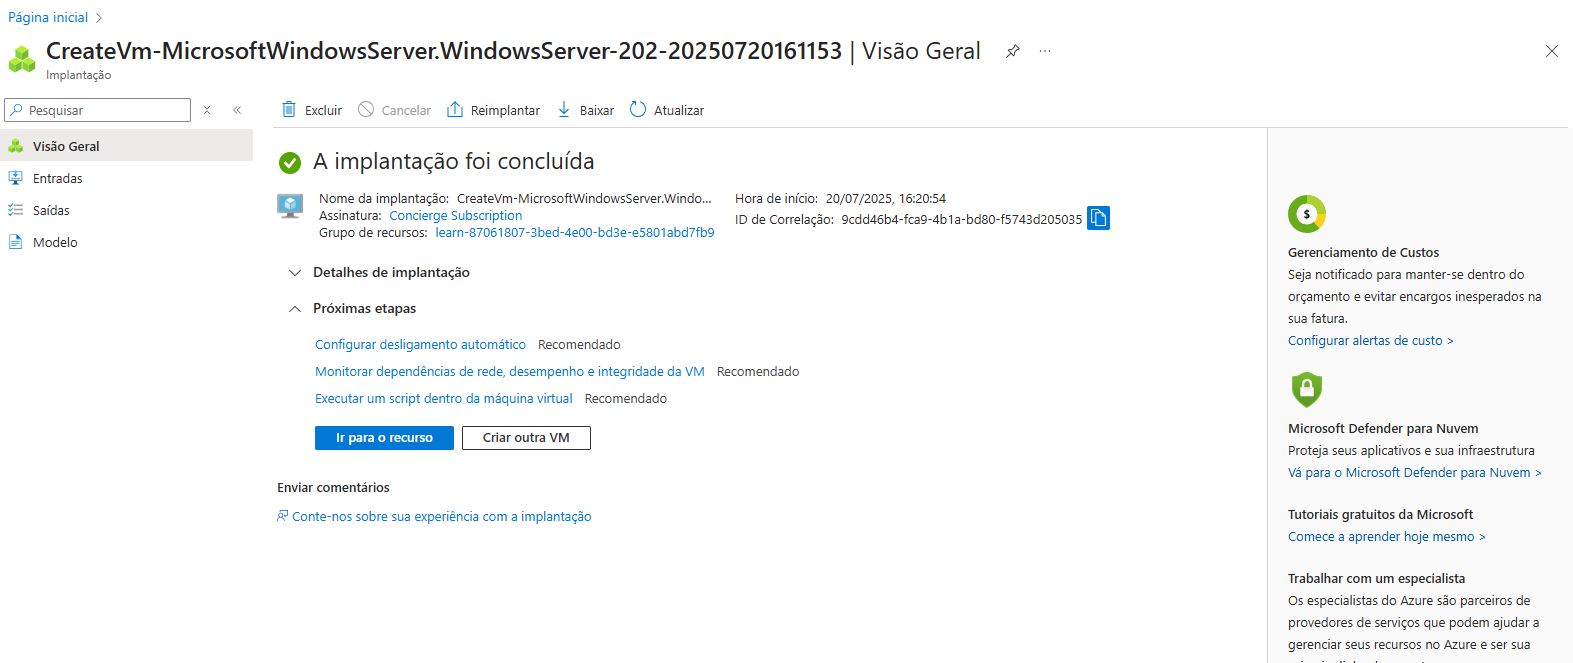 Página inicial >
CreateVm-MicrosoftWindowsServer.WindowsServer-202-20250720161153 | Visão Geral ...
Implantação
Pesquisar
Visão Geral
Entradas
Saídas
Modelo
Excluir Cancelar Reimplantar Baixar Atualizar
A implantação foi concluída
Nome da implantação: CreateVm-MicrosoftWindowsServer.Windo...
Assinatura: Concierge Subscription
Grupo de recursos: learn-87061807-3bed-4e00-bd3e-e5801abd7fb9
Hora de início: 20/07/2025, 16:20:54
ID de Correlação: 9cdd46b4-fca9-4b1a-bd80-f5743d205035
Detalhes de implantação
Próximas etapas
Configurar desligamento automático Recomendado
Monitorar dependências de rede, desempenho e integridade da VM Recomendado
Executar um script dentro da máquina virtual Recomendado
Ir para o recurso Criar outra VM
Enviar comentários
Conte-nos sobre sua experiência com a implantação
$
Gerenciamento de Custos
Seja notificado para manter-se dentro do
orçamento e evitar encargos inesperados na
sua fatura.
Configurar alertas de custo >
Microsoft Defender para Nuvem
Proteja seus aplicativos e sua infraestrutura
Vá para o Microsoft Defender para Nuvem >
Tutoriais gratuitos da Microsoft
Comece a aprender hoje mesmo >
Trabalhar com um especialista
Os especialistas do Azure são parceiros de
provedores de serviços que podem ajudar a
gerenciar seus recursos no Azure e ser sua